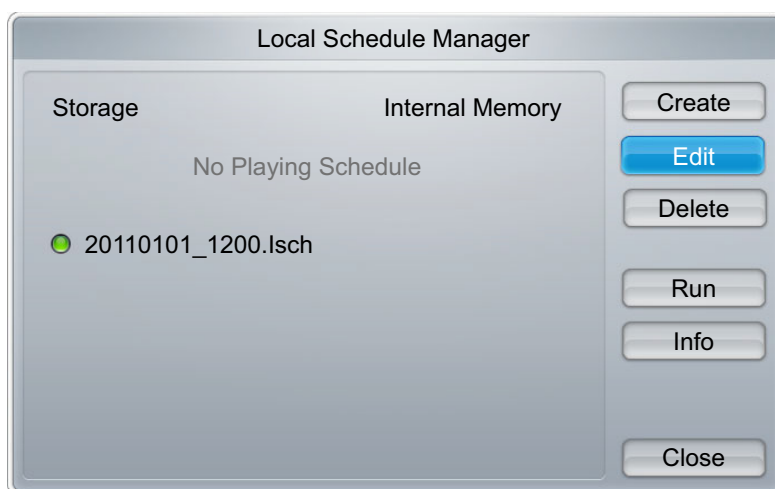 Local Schedule Manager
Storage Internal Memory
No Playing Schedule
20110101_1200.lsch
Create
Edit
Delete
Run
Info
Close